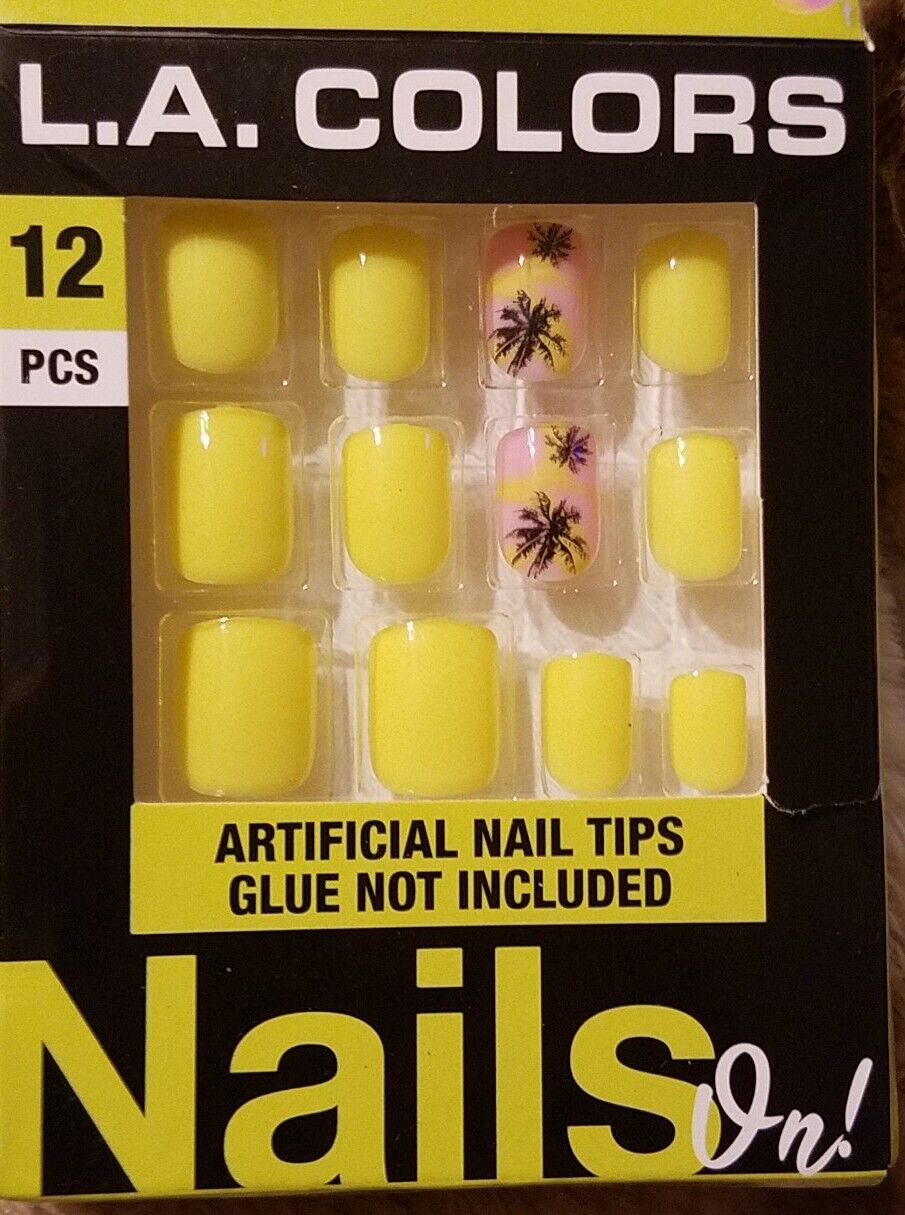 L.A. COLORS
12
PCS
ARTIFICIAL NAIL TIPS
GLUE NOT INCLUDED
Nails
On!